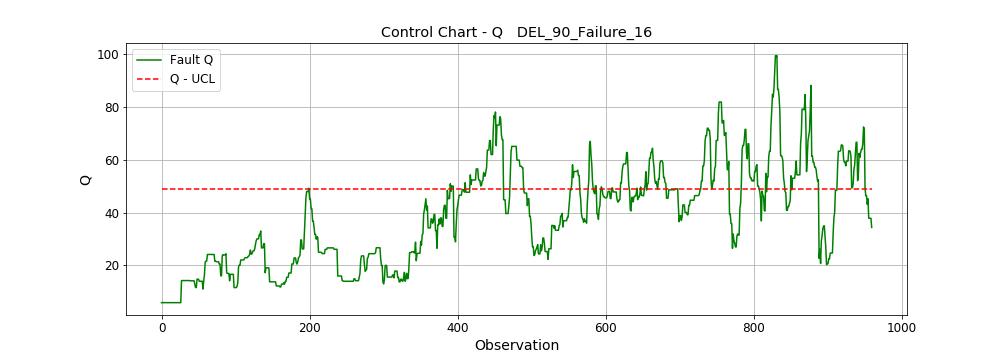 Control Chart - Q   DEL_90_Failure_16
Fault Q
Q - UCL
Q
100
80
60
40
20
0 200 400 600 800 1000
Observation